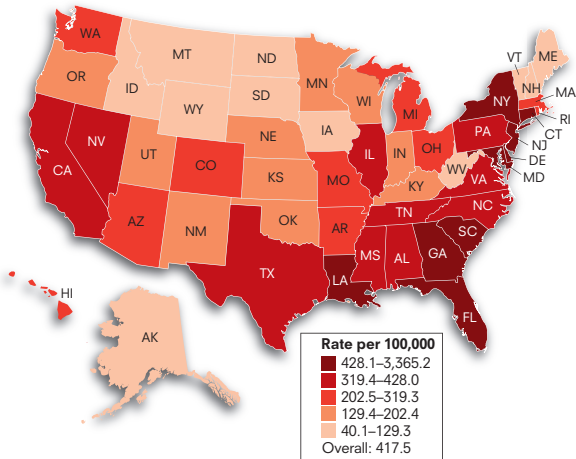 WA
MT
ND
MN
VT
ME
OR
ID
SD
WI
NH
MA
WY
MI
NY
RI
IA
CT
NV
NE
PA
NJ
UT
IL
IN
OH
DE
CA
CO
WV
MD
KS
MO
KY
VA
AZ
NM
OK
AR
TN
NC
SC
TX
MS
AL
GA
LA
FL
HI
AK
Rate per 100,000
428.1–3,365.2
319.4–428.0
202.5–319.3
129.4–202.4
40.1–129.3
Overall: 417.5